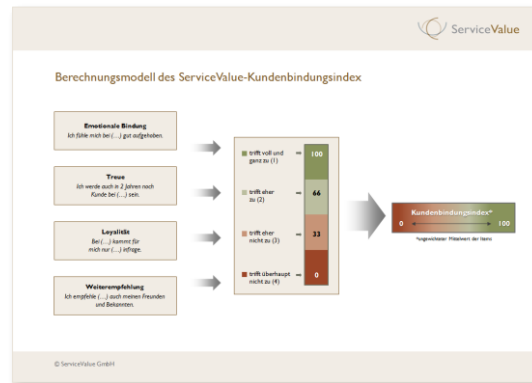 ServiceValue
Berechnungsmodell des ServiceValue-Kundenbindungsindex
Emotionale Bindung
Ich fühle mich bei (…) gut aufgehoben.
Treue
Ich werde auch in 2 Jahren noch
Kunde bei (…) sein.
Loyalität
Bei (…) kommt für
mich nur (…) infrage.
Weiterempfehlung
Ich empfehle (…) auch meinen Freunden
und Bekannten.
trifft voll und
ganz zu (1)
100
trifft eher
zu (2)
66
trifft eher
nicht zu (3)
33
trifft überhaupt
nicht zu (4)
0
Kundenbindungsindex*
0
100
*ungewichteter Mittelwert der Items
© ServiceValue GmbH